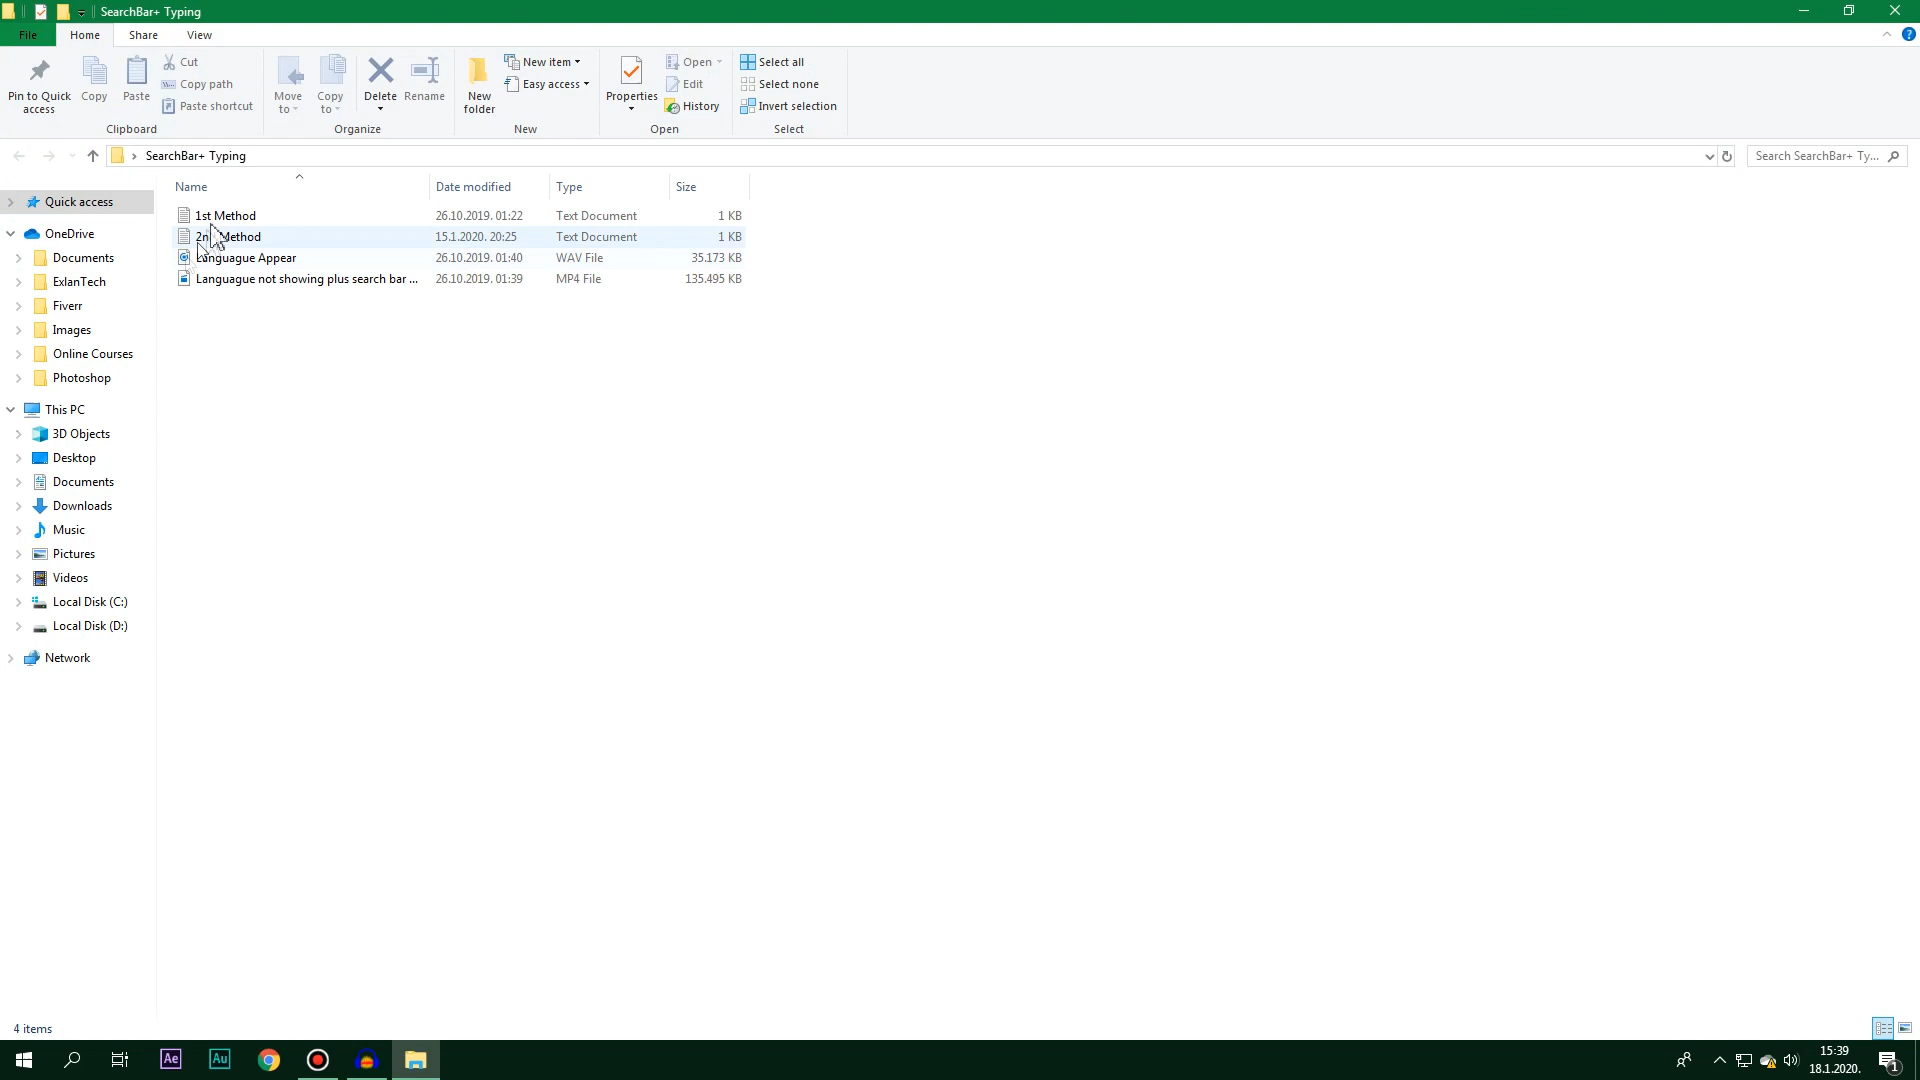 SearchBar+ Typing
File Home Share View
Pin to Quick access
Copy
Paste
Cut
Copy path
Paste shortcut
Clipboard
Move to
Copy to
Delete
Rename
Organize
New folder
New item
Easy access
New
Properties
Open
Edit
History
Open
Select all
Select none
Invert selection
Select
SearchBar+ Typing
Search SearchBar+ Ty...
Name Date modified Type Size
1st Method 26.10.2019. 01:22 Text Document 1 KB
Method 15.1.2020. 20:25 Text Document 1 KB
Appear 26.10.2019. 01:40 WAV File 35.173 KB
Languague not showing plus search bar ... 26.10.2019. 01:39 MP4 File 135.495 KB
Quick access
OneDrive
Documents
ExlanTech
Fiverr
Images
Online Courses
Photoshop
This PC
3D Objects
Desktop
Documents
Downloads
Music
Pictures
Videos
Local Disk (C:)
Local Disk (D:)
Network
4 items
Ae
Au
15:39
18.1.2020.
1